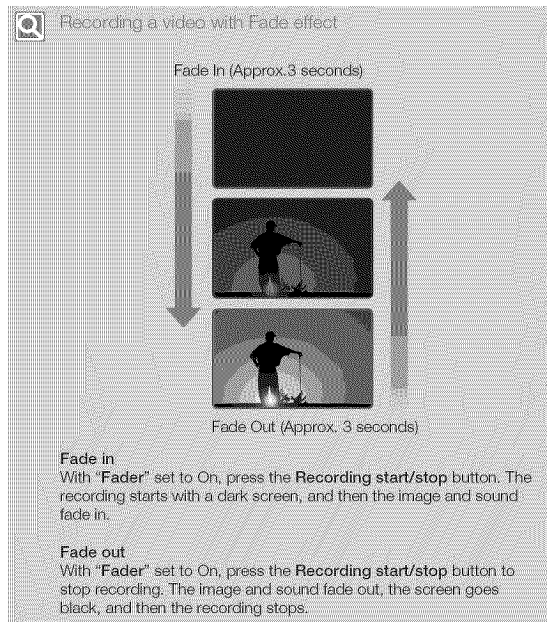 Recording a video with Fade effect
Fade In (Approx.3 seconds)
Fade Out (Approx. 3 seconds)
Fade in
With “Fader” set to On, press the Recording start/stop button. The
recording starts with a dark screen, and then the image and sound
fade in.
Fade out
With “Fader” set to On, press the Recording start/stop button to
stop recording. The image and sound fade out, the screen goes
black, and then the recording stops.